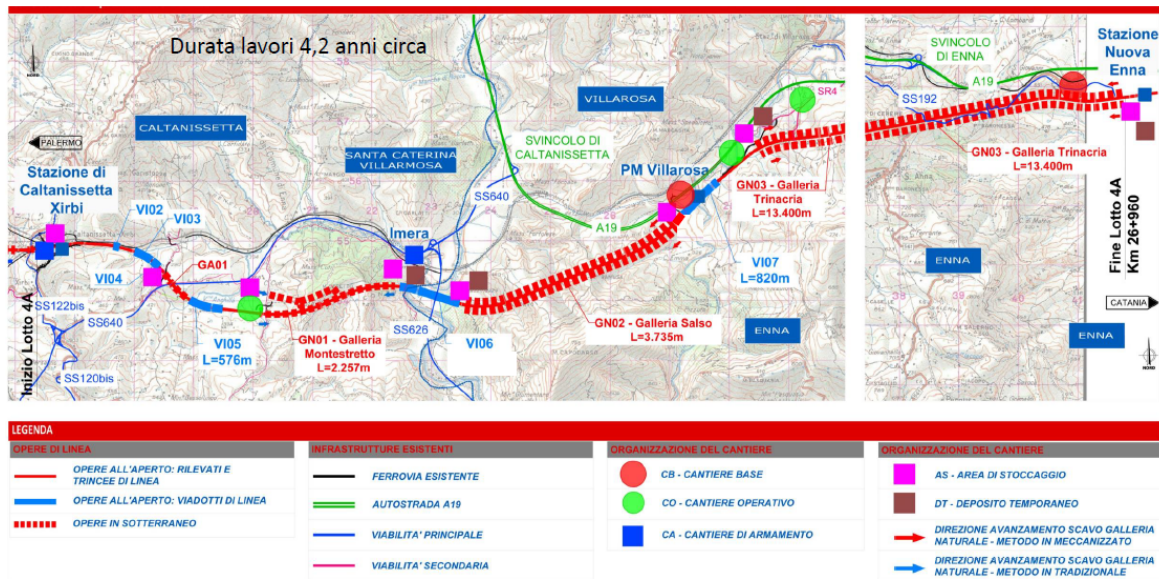 Durata lavori 4,2 anni circa
PALERMO
CALTANISSETTA
Stazione di
Caltanissetta
Xirbi
VI02
VI03
VI04
GA01
SS122bis
SS640
SS120bis
Inizio Lotto 4A
VI05
L=576m
GN01 - Galleria
Montestretto
L=2.257m
SANTA CATERINA
VILLARMOSA
Imera
SS640
SS626
VI06
VILLAROSA
SVINCOLO DI
CALTANISSETTA
A19
PM Villarosa
SR4
GN03 - Galleria
Trinacria
L=13.400m
VI07
L=820m
GN02 - Galleria Salso
L=3.735m
ENNA
SVINCOLO
DI ENNA
A19
SS192
Stazione
Nuova
Enna
GN03 - Galleria Trinacria
L=13.400m
ENNA
Fine Lotto 4A
Km 26+960
CATANIA
ENNA
NORD
LEGENDA
OPERE DI LINEA
OPERE ALL'APERTO: RILEVATI E
TRINCEE DI LINEA
OPERE ALL'APERTO: VIADOTTI DI LINEA
OPERE IN SOTTERRANEO
INFRASTRUTTURE ESISTENTI
FERROVIA ESISTENTE
AUTOSTRADA A19
VIABILITA' PRINCIPALE
VIABILITA' SECONDARIA
ORGANIZZAZIONE DEL CANTIERE
CB - CANTIERE BASE
CO - CANTIERE OPERATIVO
CA - CANTIERE DI ARMAMENTO
ORGANIZZAZIONE DEL CANTIERE
AS - AREA DI STOCCAGGIO
DT - DEPOSITO TEMPORANEO
DIREZIONE AVANZAMENTO SCAVO GALLERIA
NATURALE - METODO IN MECCANIZZATO
DIREZIONE AVANZAMENTO SCAVO GALLERIA
NATURALE - METODO IN TRADIZIONALE